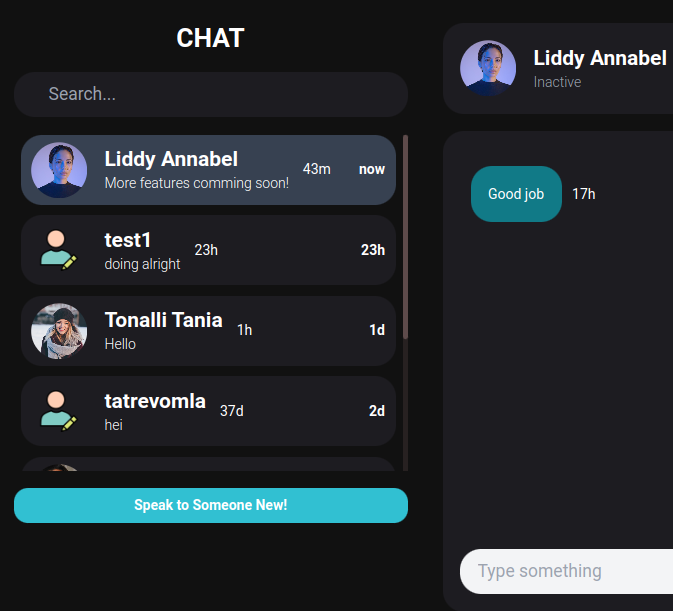 CHAT
Search...
Liddy Annabel
More features comming soon!
43m
now
test1
doing alright
23h
23h
Tonalli Tania
Hello
1h
1d
tatrevomla
hei
37d
2d
Speak to Someone New!
Liddy Annabel
Inactive
Good job
17h
Type something